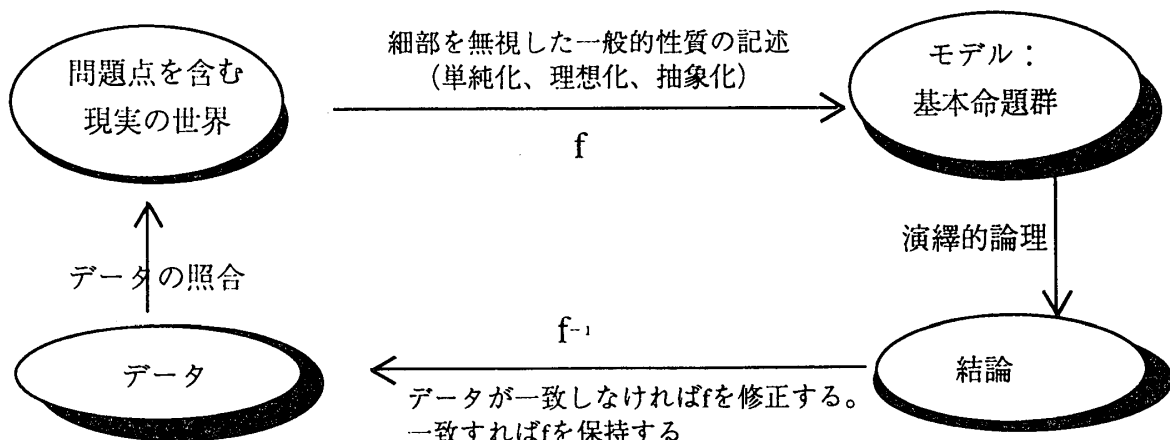 問題点を含む
現実の世界
細部を無視した一般的性質の記述
(単純化、理想化、抽象化)
f
モデル：
基本命題群
演繹的論理
データの照合
データ
f⁻¹
データが一致しなければfを修正する。
一致すればfを保持する
結論